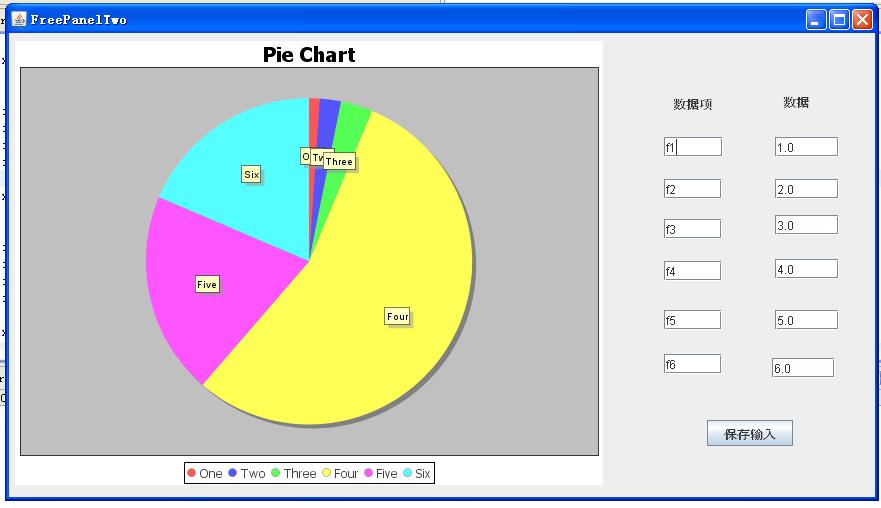 FreePanelTwo
Pie Chart
数据项 数据
Six
Three
Five
Four
f1 1.0
f2 2.0
f3 3.0
f4 4.0
f5 5.0
f6 6.0
保存输入
One Two Three Four Five Six